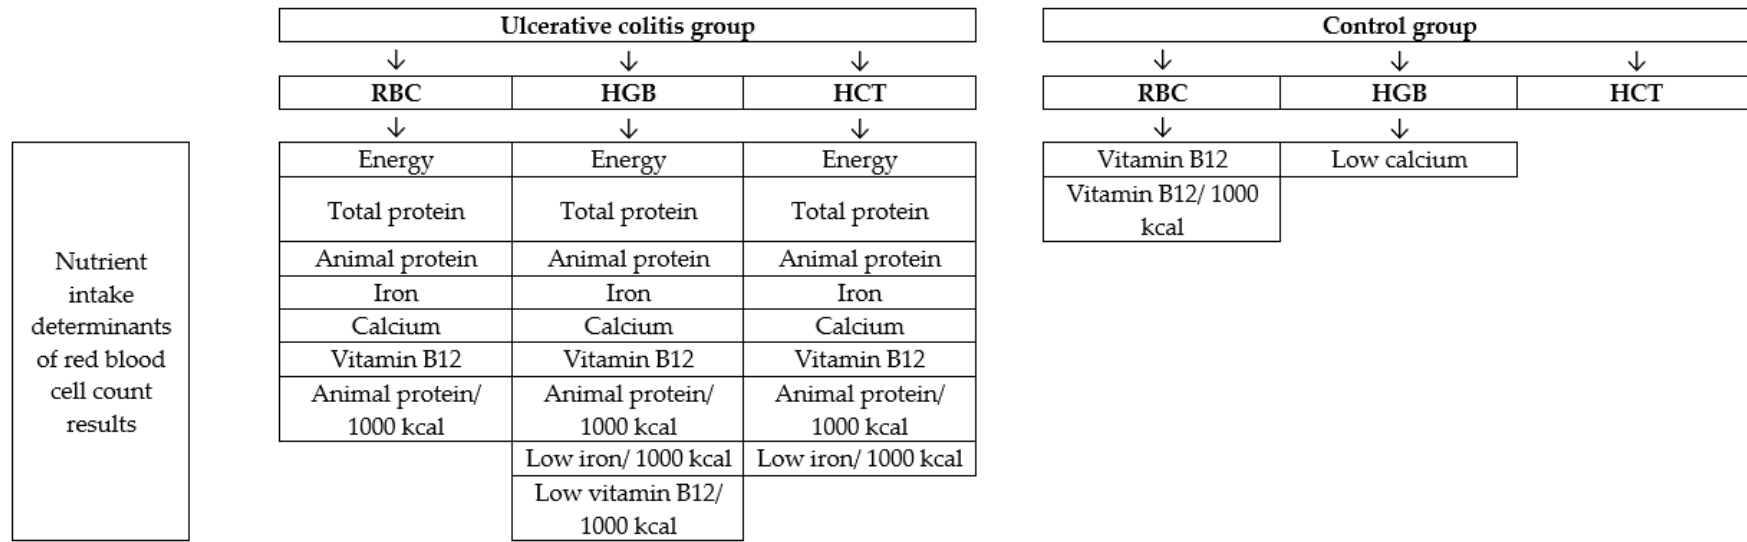 Ulcerative colitis group
Control group
↓ ↓ ↓ ↓ ↓ ↓
RBC HGB HCT RBC HGB HCT
↓ ↓ ↓ ↓ ↓
Nutrient
intake
determinants
of red blood
cell count
results
Energy Energy Energy Vitamin B12 Low calcium
Total protein Total protein Total protein
Vitamin B12/ 1000
kcal
Animal protein Animal protein Animal protein
Iron Iron Iron
Calcium Calcium Calcium
Vitamin B12 Vitamin B12 Vitamin B12
Animal protein/ Animal protein/ Animal protein/
1000 kcal 1000 kcal 1000 kcal
Low iron/ 1000 kcal Low iron/ 1000 kcal
Low vitamin B12/
1000 kcal